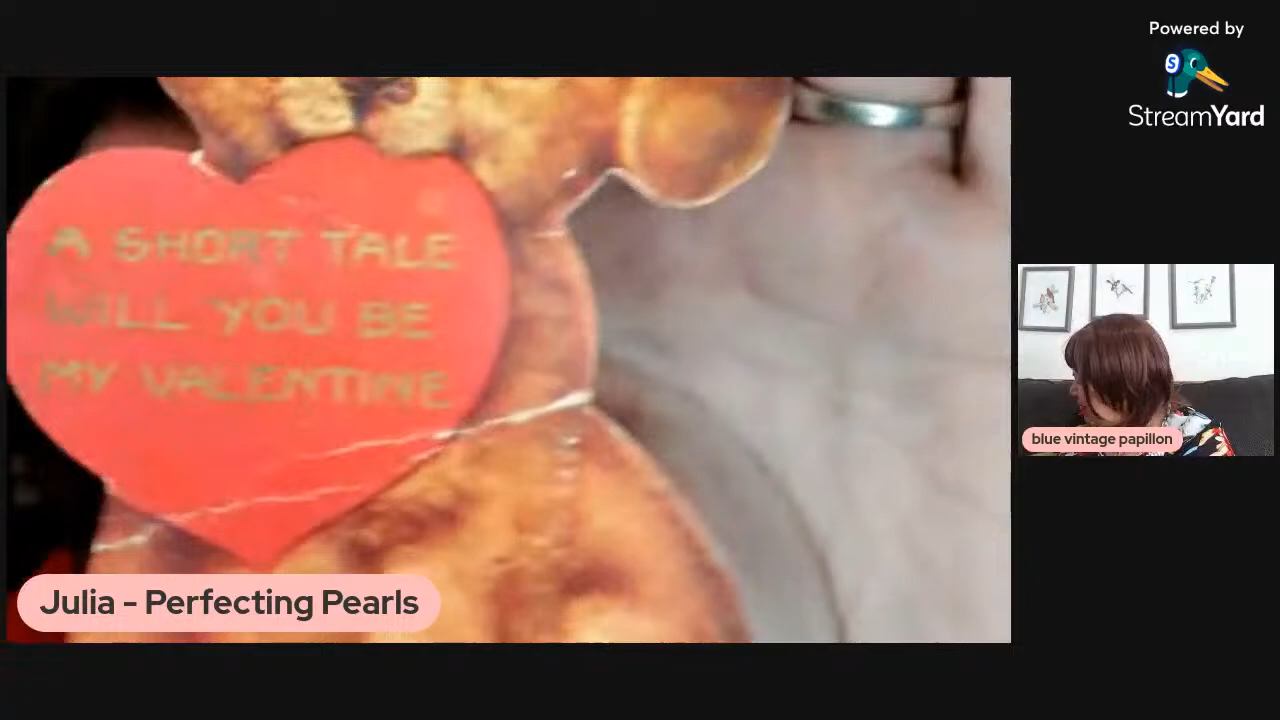 Powered by
S
StreamYard
A SHORT TALE
WILL YOU BE
MY VALENTINE
blue vintage papillon
Julia - Perfecting Pearls